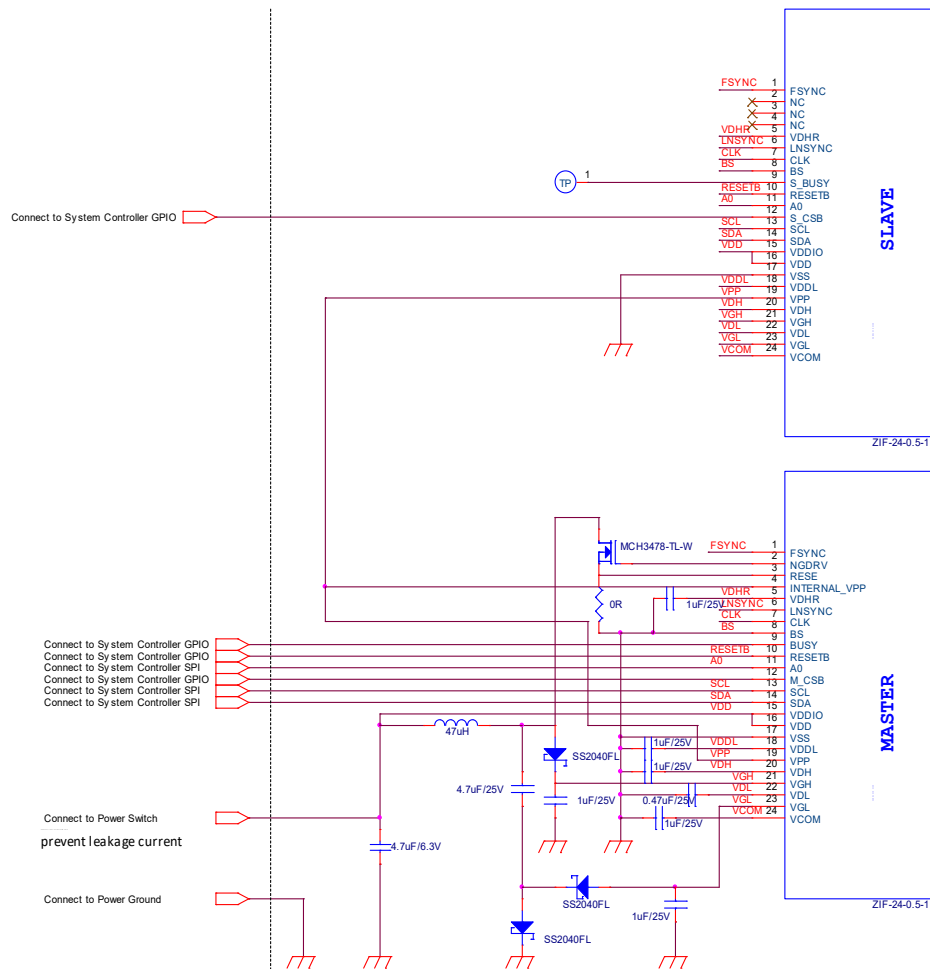 FSYNC 1 FSYNC
2 NC
3 NC
4 NC
VDHR 5 VDHR
LNSYNC 6 LNSYNC
CLK 7 CLK
BS 8 BS
TP 1 9 S_BUSY
RESETB 10 RESETB
A0 11 A0
Connect to System Controller GPIO 12 S_CSB
SCL 13 SCL
SDA 14 SDA
VDD 15 VDDIO
16 VDD
17 VSS
VDDL 18 VDDL
VPP 19 VPP
VDH 20 VDH
VGH 21 VGH
VDL 22 VDL
VGL 23 VGL
VCOM 24 VCOM
SLAVE
ZIF-24-0.5-1
MCH3478-TL-W
FSYNC 1 FSYNC
2 NGDRV
3 RESE
4 INTERNAL_VPP
0R
1uF/25V
VDHR 5 VDHR
LNSYNC 6 LNSYNC
CLK 7 CLK
BS 8 BS
Connect to System Controller GPIO 9 BUSY
Connect to System Controller GPIO RESETB 10 RESETB
Connect to System Controller SPI A0 11 A0
Connect to System Controller GPIO 12 M_CSB
Connect to System Controller SPI SCL 13 SCL
Connect to System Controller SPI SDA 14 SDA
VDD 15 VDDIO
16 VDD
17 VSS
VDDL 18 VDDL
VPP 19 VPP
VDH 20 VDH
VGH 21 VGH
VDL 22 VDL
VGL 23 VGL
VCOM 24 VCOM
MASTER
47uH
SS2040FL
1uF/25V
1uF/25V
4.7uF/25V
1uF/25V
0.47uF/25V
1uF/25V
Connect to Power Switch
prevent leakage current
4.7uF/6.3V
Connect to Power Ground
SS2040FL
1uF/25V
SS2040FL
ZIF-24-0.5-1